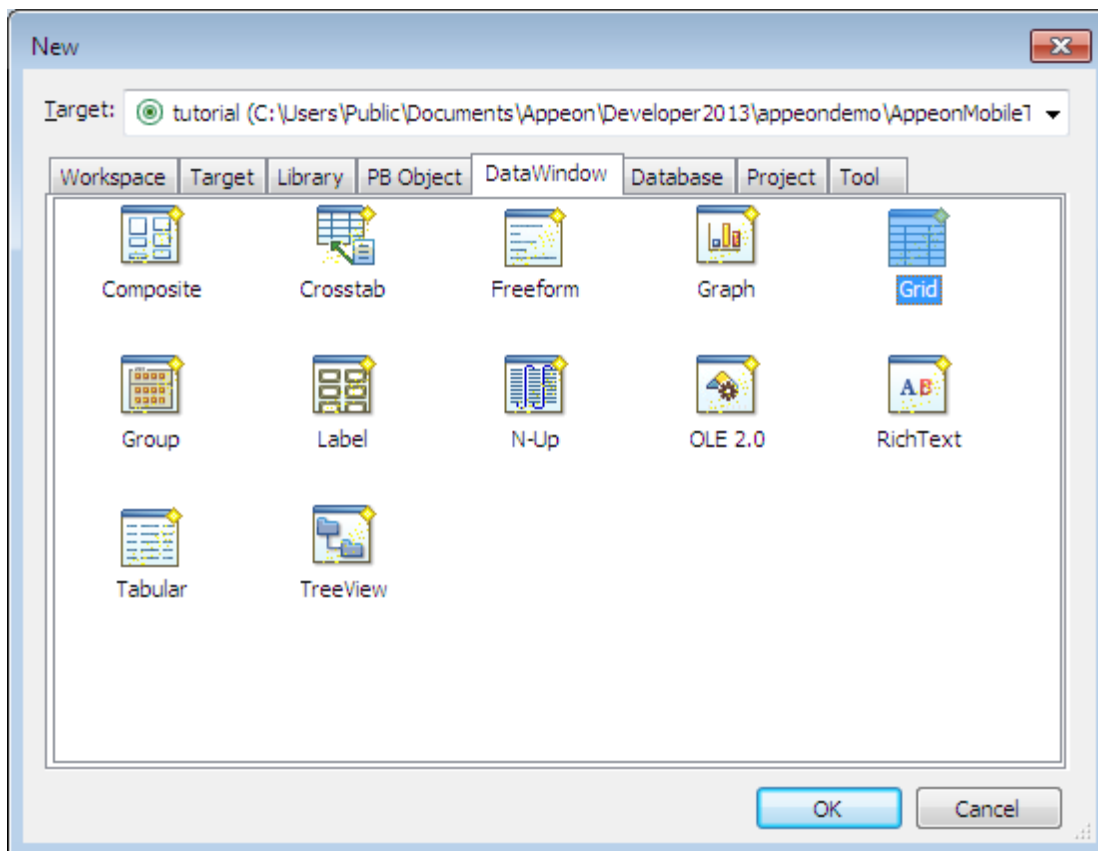 New
Target: tutorial (C:\Users\Public\Documents\Appeon\Developer2013\appeondemo\AppeonMobileT
Workspace Target Library PB Object DataWindow Database Project Tool
Composite Crosstab Freeform Graph Grid
Group Label N-Up OLE 2.0 RichText
Tabular TreeView
OK Cancel